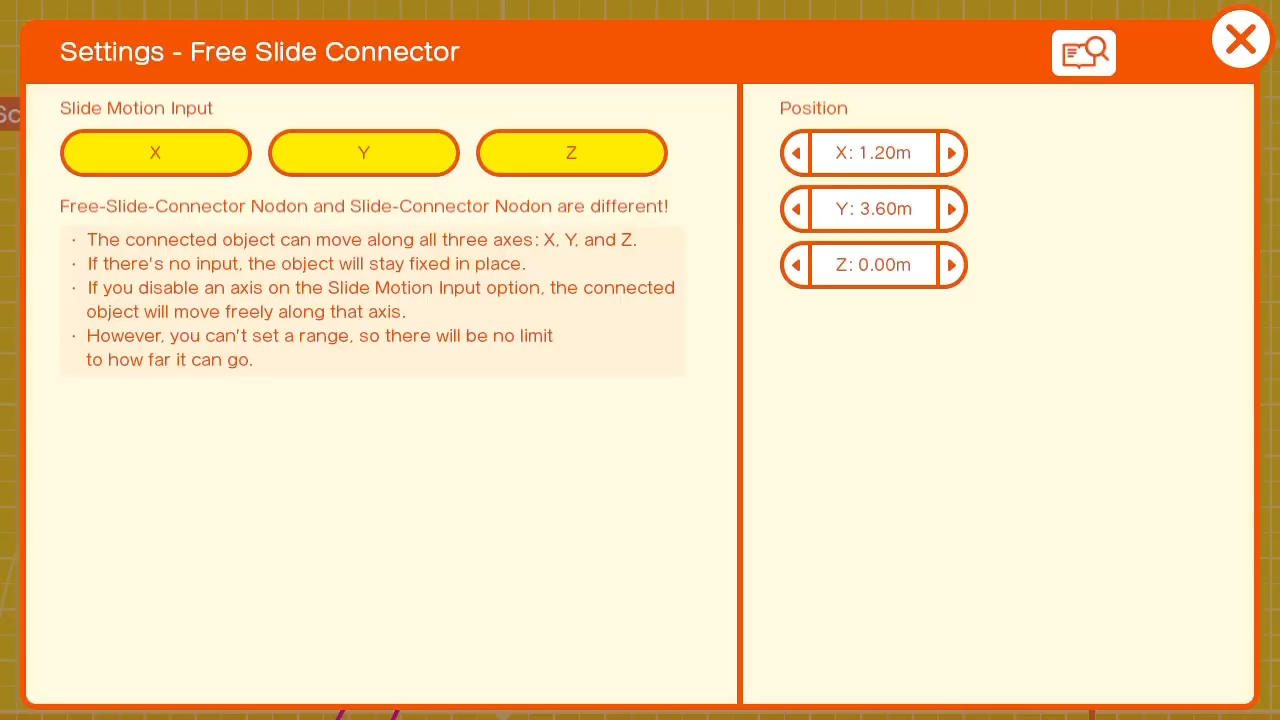 Settings - Free Slide Connector
Sc
Slide Motion Input
X
Y
Z
Free-Slide-Connector Nodon and Slide-Connector Nodon are different!
· The connected object can move along all three axes: X, Y, and Z.
· If there's no input, the object will stay fixed in place.
· If you disable an axis on the Slide Motion Input option, the connected
object will move freely along that axis.
· However, you can't set a range, so there will be no limit
to how far it can go.
Position
X: 1.20m
Y: 3.60m
Z: 0.00m